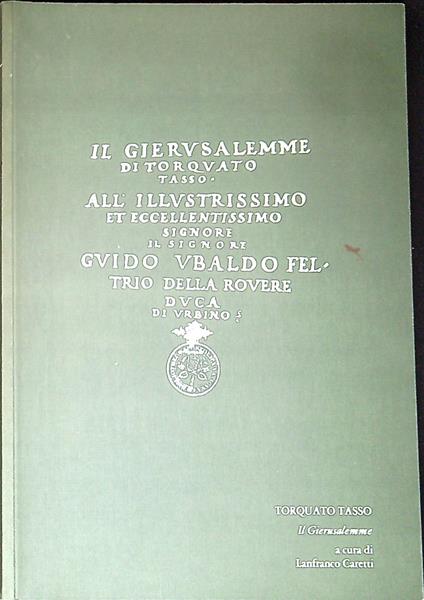 IL GIERVSALEMME
DI TORQVATO
TASSO·
ALL' ILLVSTRISSIMO
ET ECCELLENTISSIMO
SIGNORE
IL SIGNORE
GVIDO VBALDO FEL·
TRIO DELLA ROVERE
DVCA
DI VRBINO
TORQUATO TASSO
Il Gierusalemme
a cura di
Lanfranco Caretti